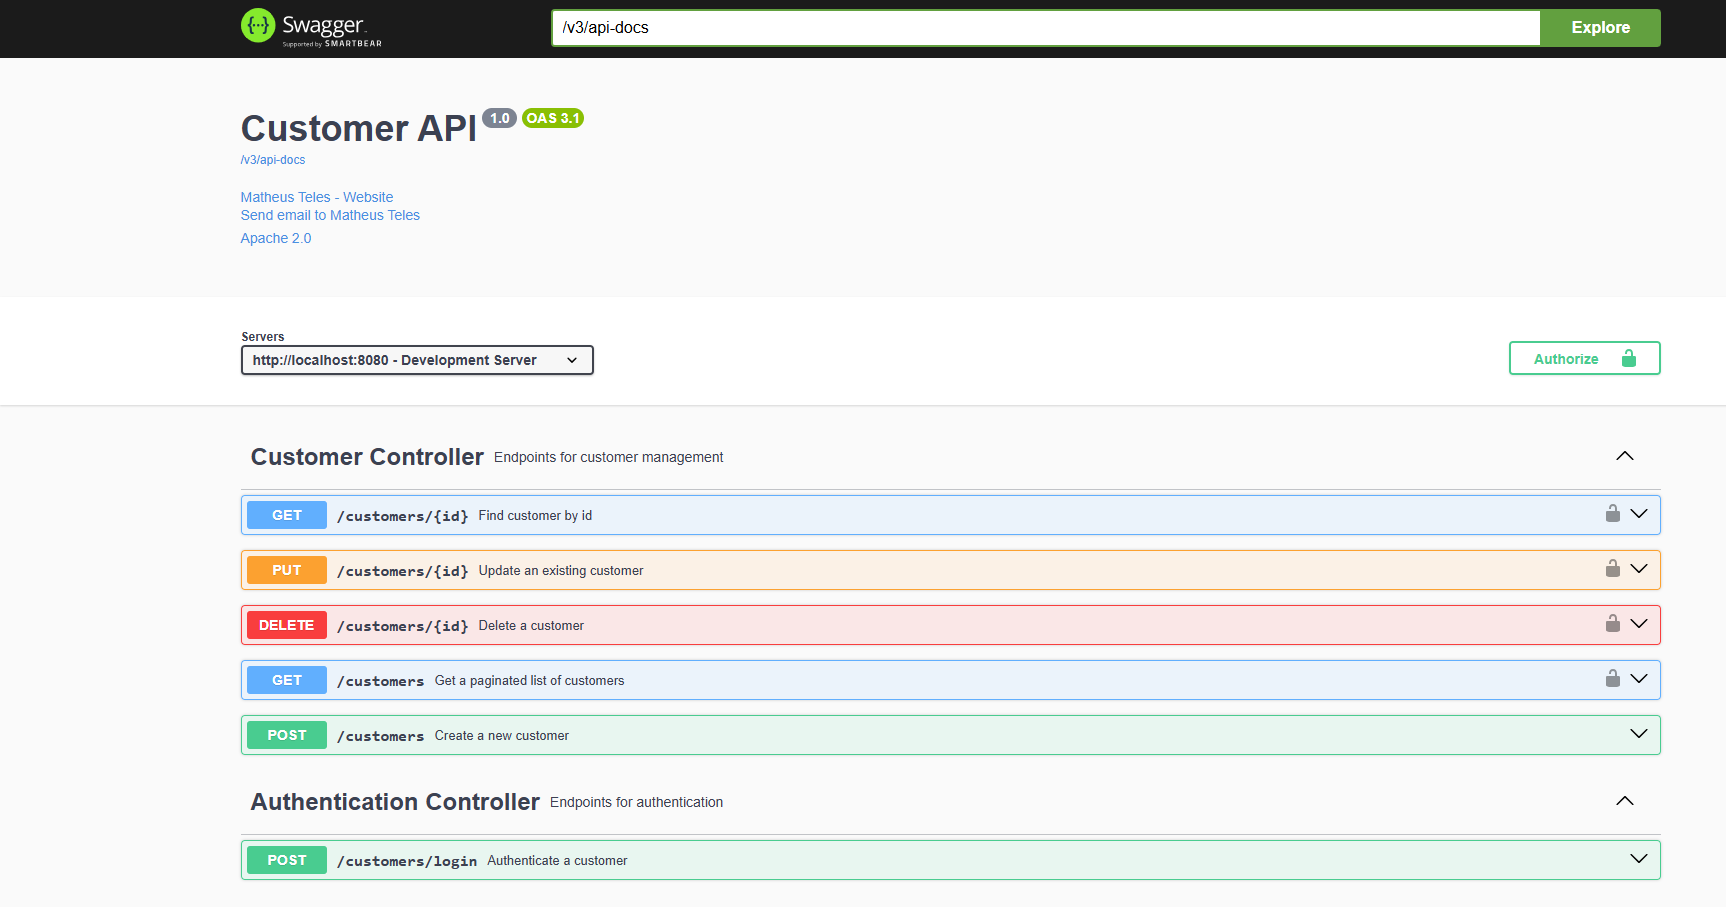 Swagger.
Supported by SMARTBEAR
/v3/api-docs
Explore
Customer API 1.0 OAS 3.1
/v3/api-docs
Matheus Teles - Website
Send email to Matheus Teles
Apache 2.0
Servers
http://localhost:8080 - Development Server
Authorize
Customer Controller Endpoints for customer management
GET /customers/{id} Find customer by id
PUT /customers/{id} Update an existing customer
DELETE /customers/{id} Delete a customer
GET /customers Get a paginated list of customers
POST /customers Create a new customer
Authentication Controller Endpoints for authentication
POST /customers/login Authenticate a customer